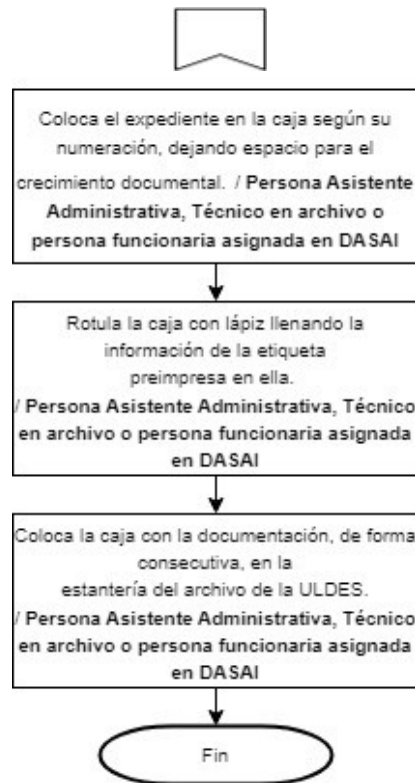 Coloca el expediente en la caja según su
numeración, dejando espacio para el
crecimiento documental. / Persona Asistente
Administrativa, Técnico en archivo o
persona funcionaria asignada en DASAI
Rotula la caja con lápiz llenando la
información de la etiqueta
preimpresa en ella.
/ Persona Asistente Administrativa, Técnico
en archivo o persona funcionaria asignada
en DASAI
Coloca la caja con la documentación, de forma
consecutiva, en la
estantería del archivo de la ULDES.
/ Persona Asistente Administrativa, Técnico
en archivo o persona funcionaria asignada
en DASAI
Fin